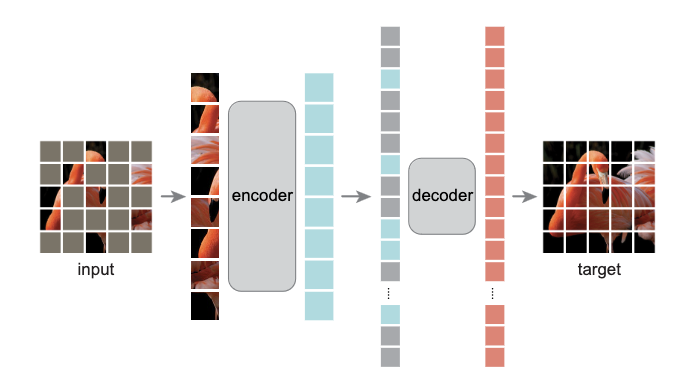 input
encoder
decoder
target